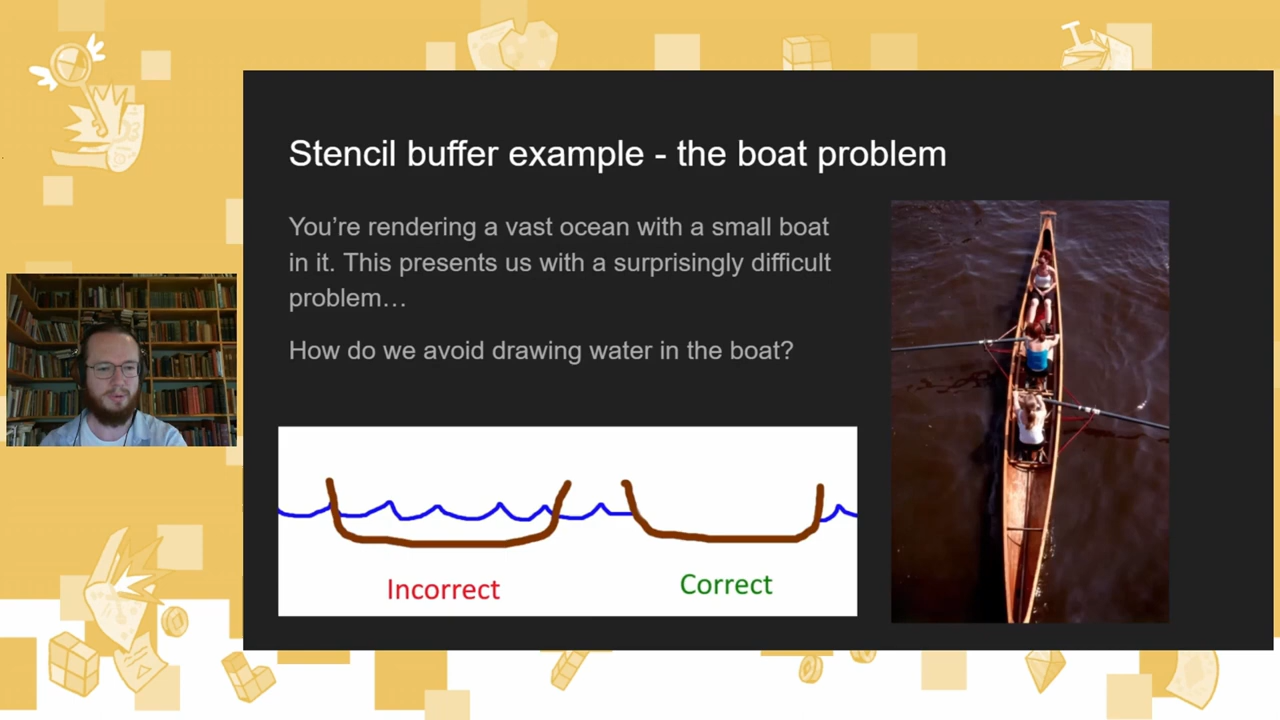 Stencil buffer example - the boat problem
You’re rendering a vast ocean with a small boat
in it. This presents us with a surprisingly difficult
problem…
How do we avoid drawing water in the boat?
Incorrect
Correct